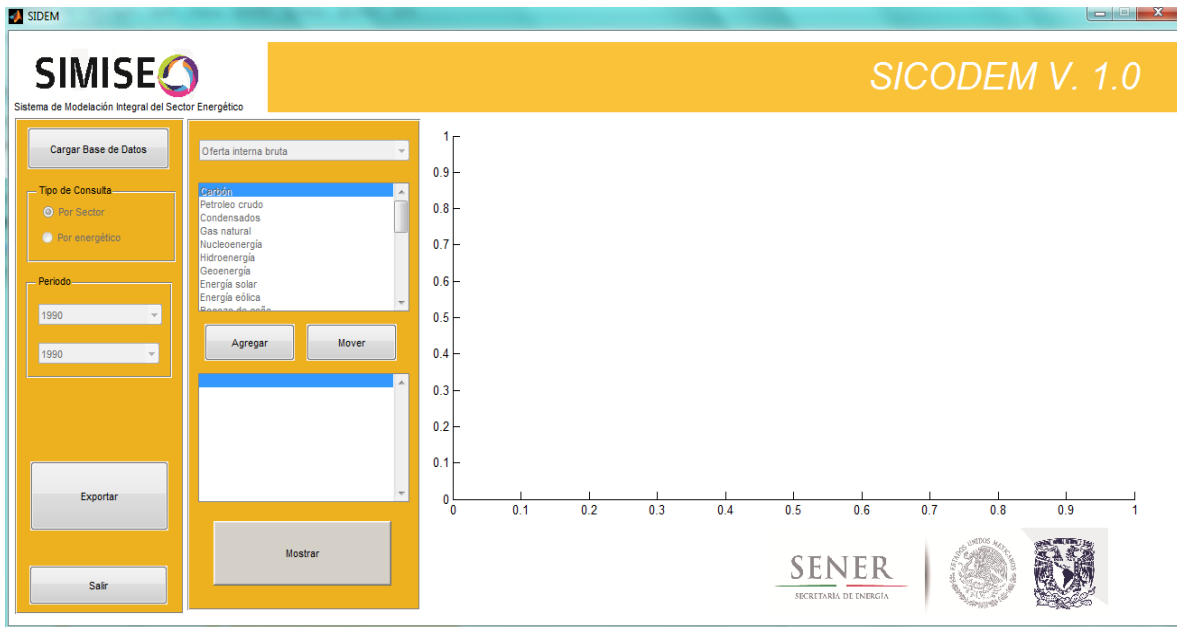 SIDEM
SIMISE
Sistema de Modelación Integral del Sector Energético
SICODEM V. 1.0
Cargar Base de Datos
Tipo de Consulta
Por Sector
Por energético
Periodo
1990
1990
Exportar
Salir
Oferta interna bruta
Carbón
Petroleo crudo
Condensados
Gas natural
Nucleoenergía
Hidroenergía
Geoenergía
Energía solar
Energía eólica
Agregar
Mover
Mostrar
1
0.9
0.8
0.7
0.6
0.5
0.4
0.3
0.2
0.1
0
0 0.1 0.2 0.3 0.4 0.5 0.6 0.7 0.8 0.9 1
SENER
SECRETARÍA DE ENERGÍA
ESTADOS UNIDOS MEXICANOS